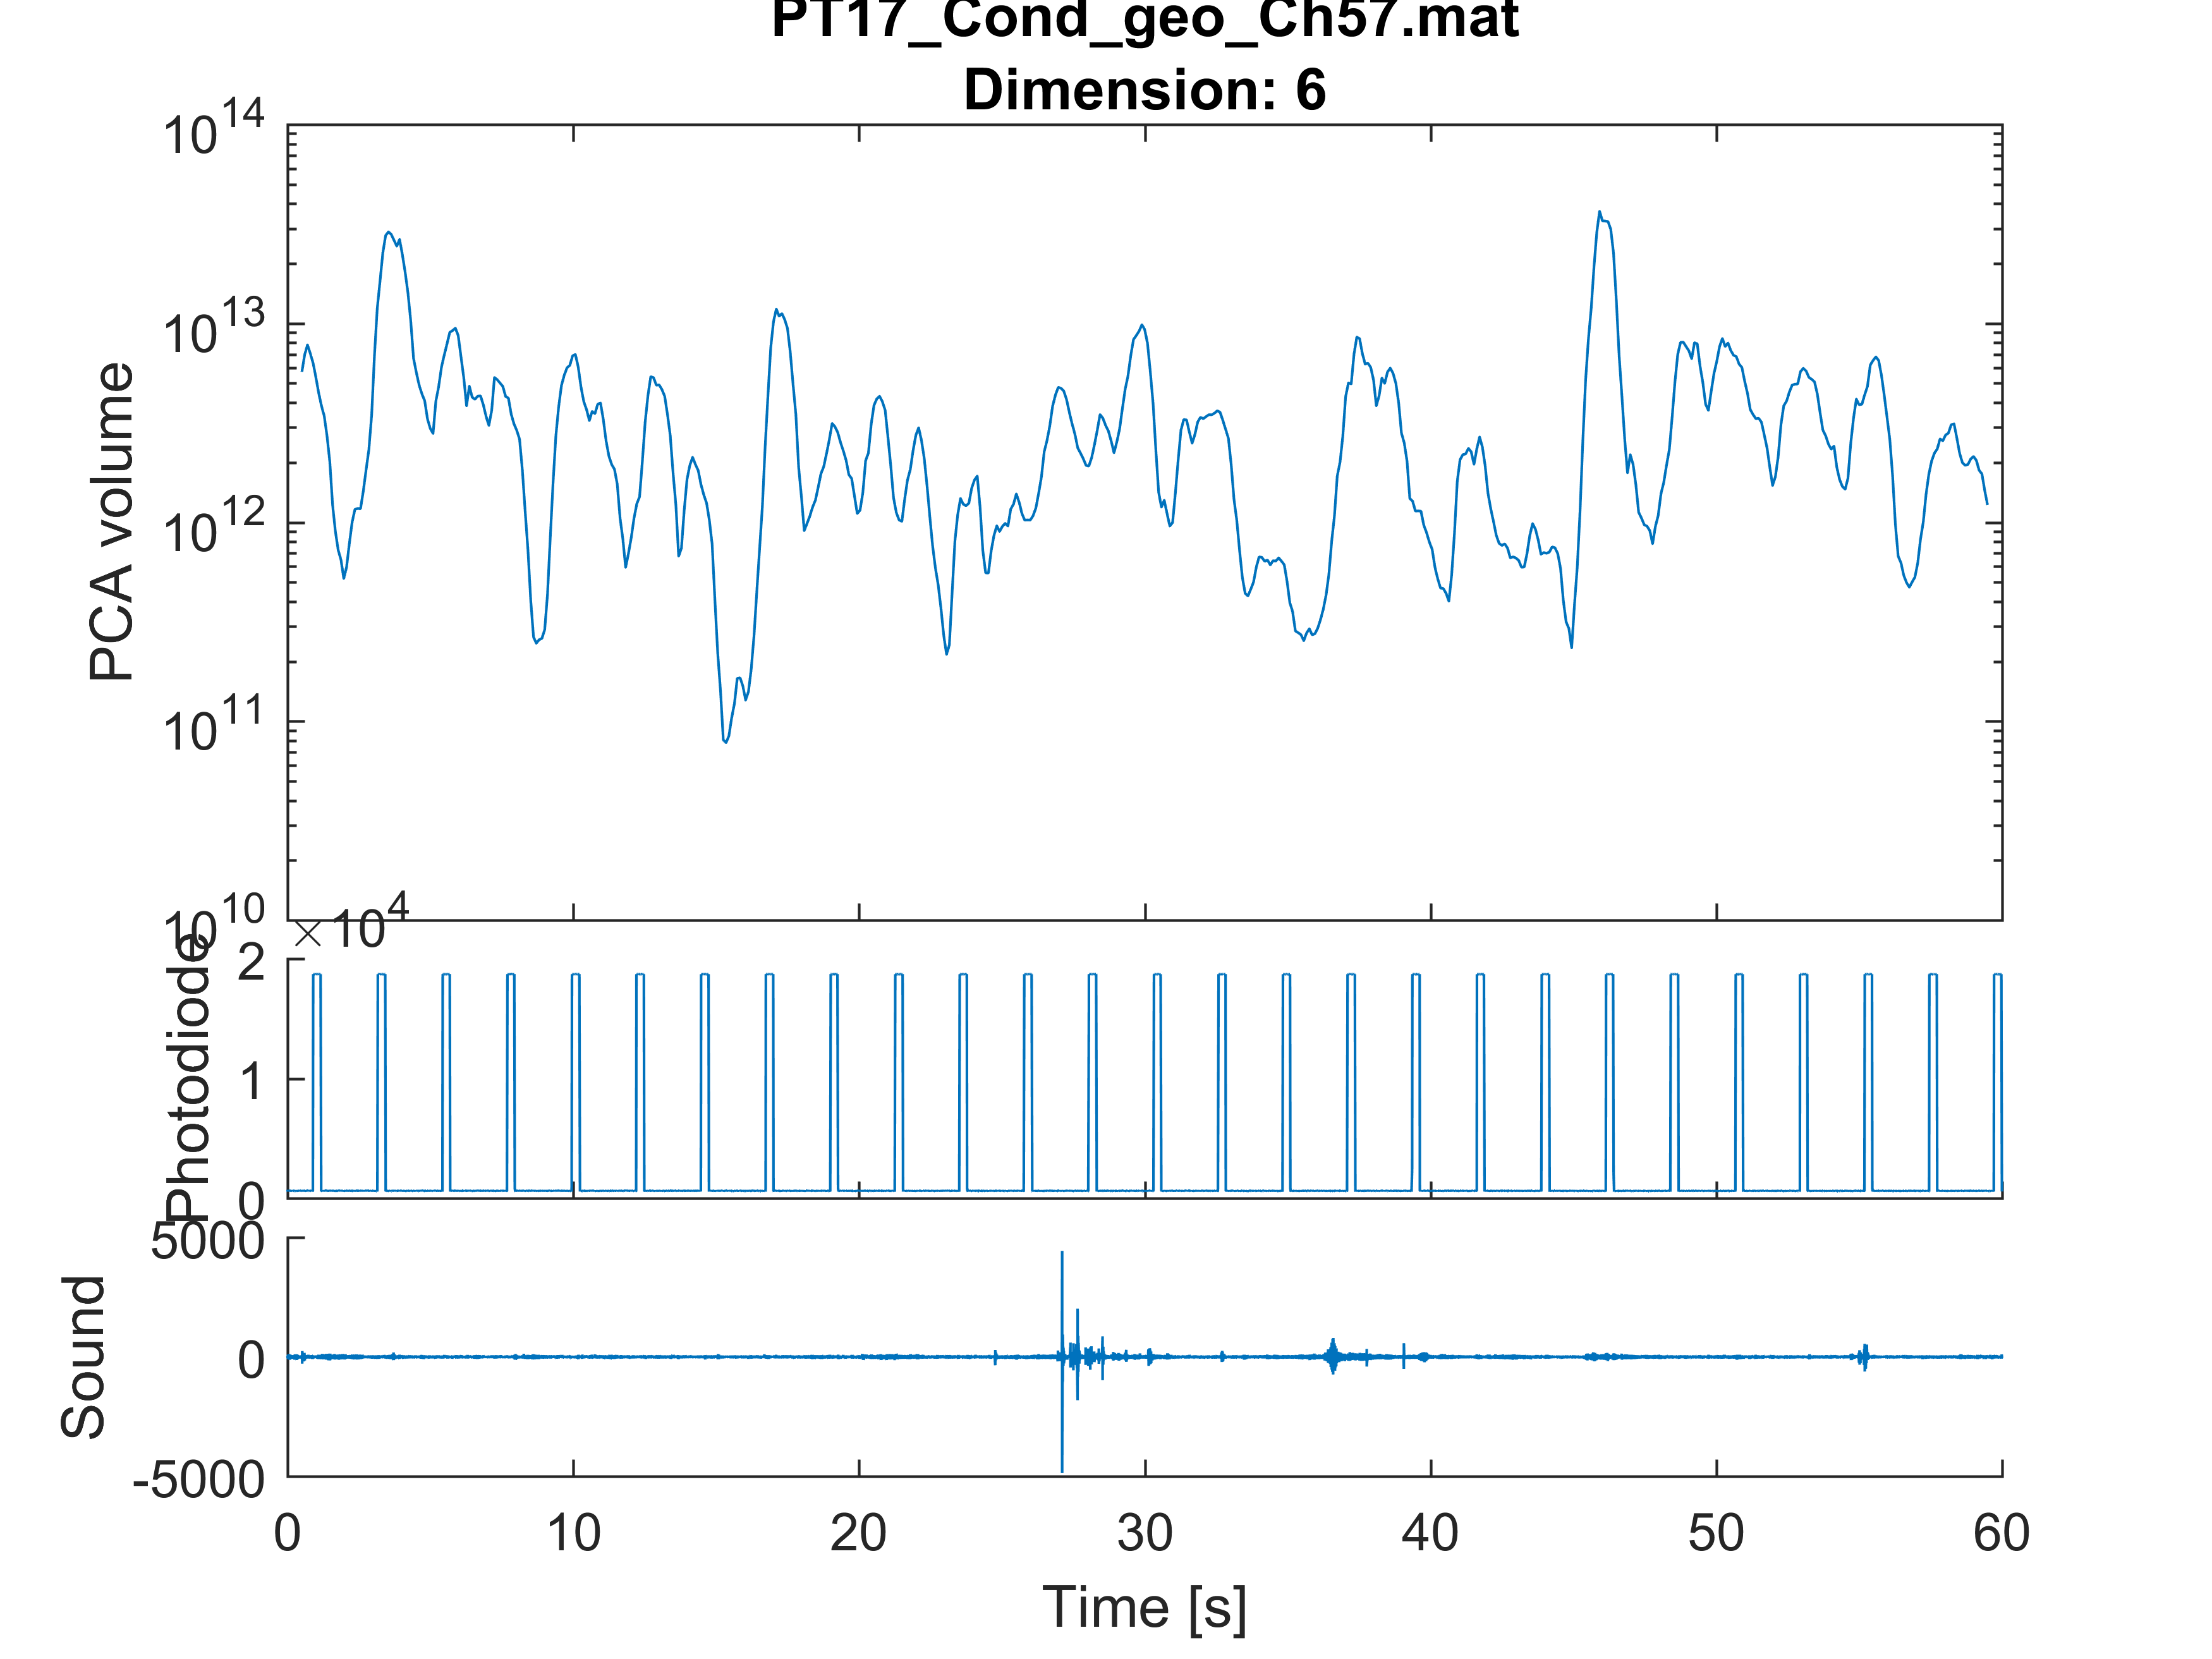 PT17_Cond_geo_Ch57.mat
Dimension: 6
10^14
10^13
10^12
10^11
10^10
PCA volume
× 10^4
2
1
0
Photodiode
5000
0
-5000
Sound
0 10 20 30 40 50 60
Time [s]